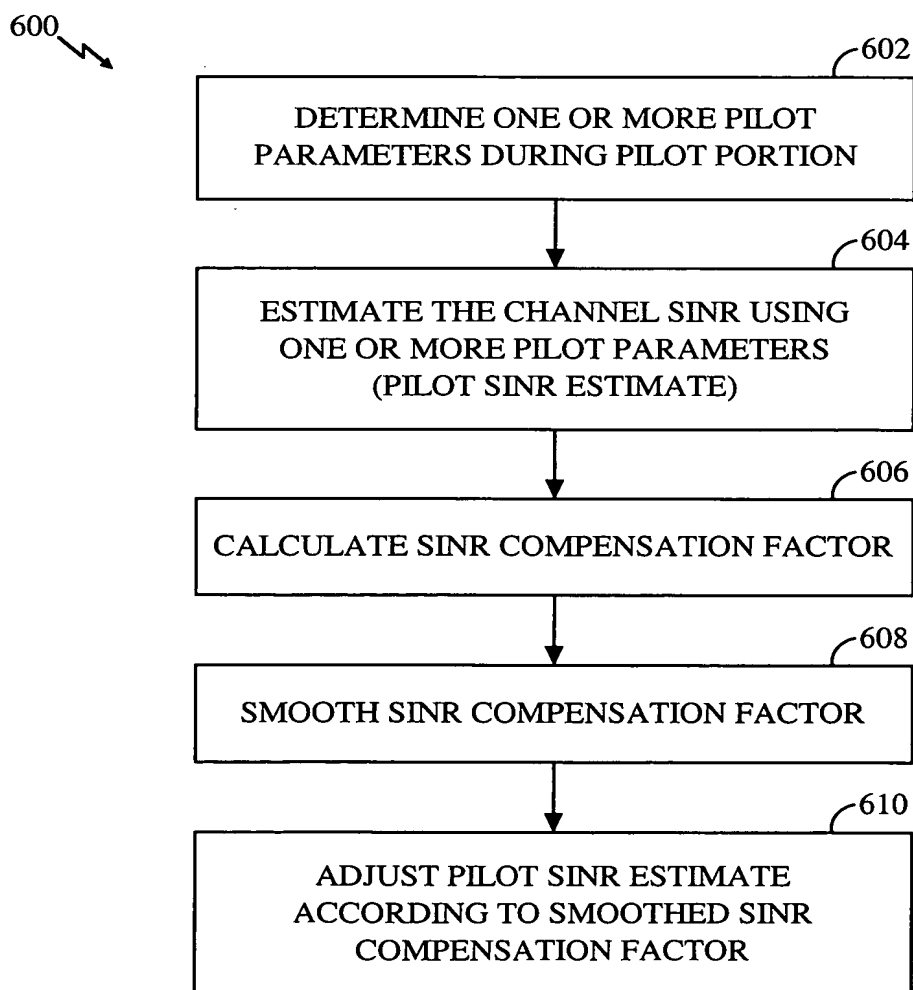 600
602
DETERMINE ONE OR MORE PILOT
PARAMETERS DURING PILOT PORTION
604
ESTIMATE THE CHANNEL SINR USING
ONE OR MORE PILOT PARAMETERS
(PILOT SINR ESTIMATE)
606
CALCULATE SINR COMPENSATION FACTOR
608
SMOOTH SINR COMPENSATION FACTOR
610
ADJUST PILOT SINR ESTIMATE
ACCORDING TO SMOOTHED SINR
COMPENSATION FACTOR